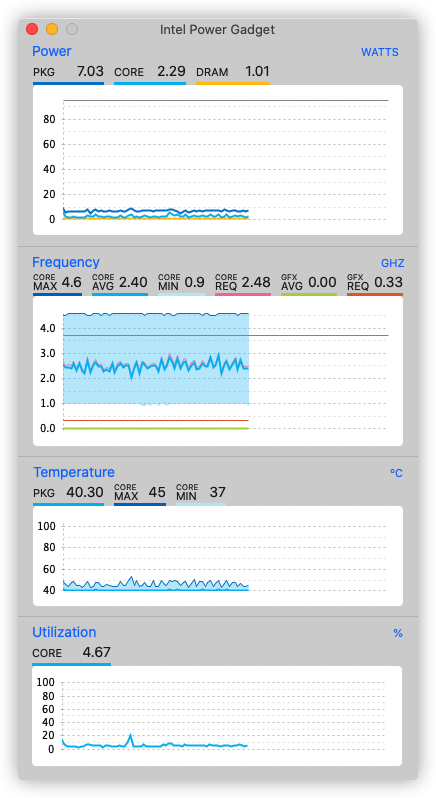 Intel Power Gadget
Power WATTS
PKG 7.03 CORE 2.29 DRAM 1.01
80
60
40
20
0
Frequency GHZ
CORE MAX 4.6 CORE AVG 2.40 CORE MIN 0.9 CORE REQ 2.48 GFX AVG 0.00 GFX REQ 0.33
4.0
3.0
2.0
1.0
0.0
Temperature ºC
PKG 40.30 CORE MAX 45 CORE MIN 37
100
80
60
40
Utilization %
CORE 4.67
100
80
60
40
20
0